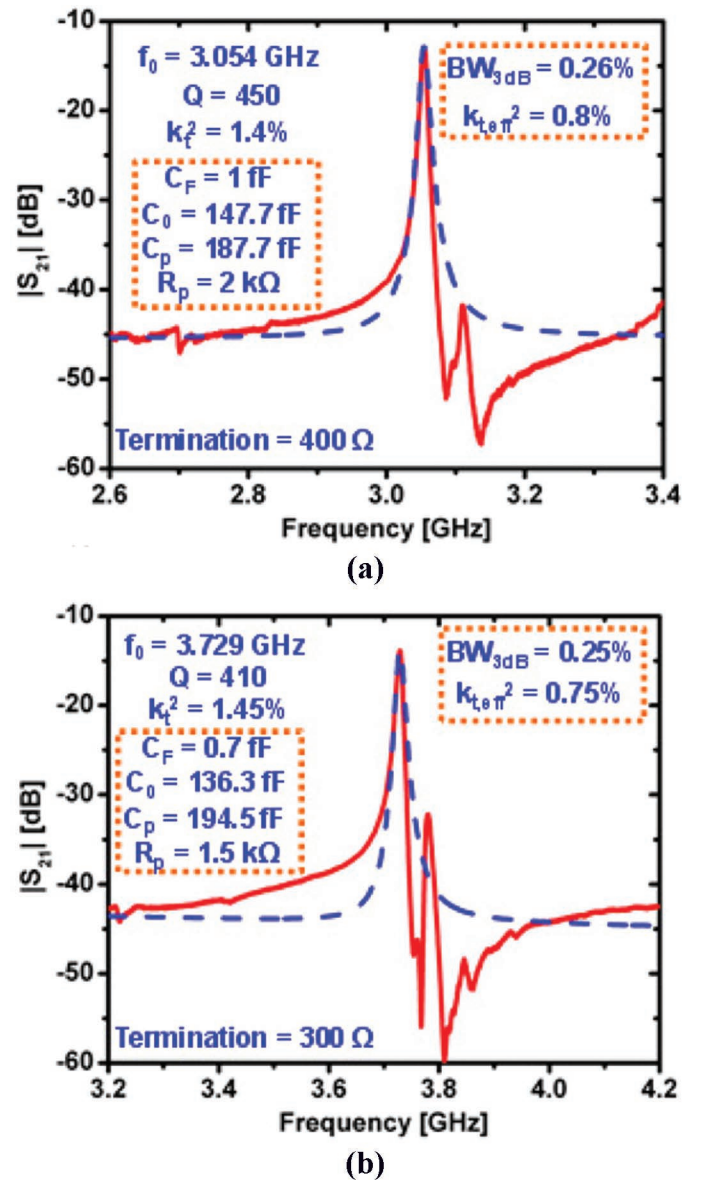 -10
-20
-30
-40
-50
-60
|S21| [dB]
f0 = 3.054 GHz
Q = 450
kt2 = 1.4%
CF = 1 fF
C0 = 147.7 fF
Cp = 187.7 fF
Rp = 2 kΩ
BW3dB = 0.26%
kt,eff2 = 0.8%
Termination = 400 Ω
2.6 2.8 3.0 3.2 3.4
Frequency [GHz]
(a)
-10
-20
-30
-40
-50
-60
|S21| [dB]
f0 = 3.729 GHz
Q = 410
kt2 = 1.45%
CF = 0.7 fF
C0 = 136.3 fF
Cp = 194.5 fF
Rp = 1.5 kΩ
BW3dB = 0.25%
kt,eff2 = 0.75%
Termination = 300 Ω
3.2 3.4 3.6 3.8 4.0 4.2
Frequency [GHz]
(b)